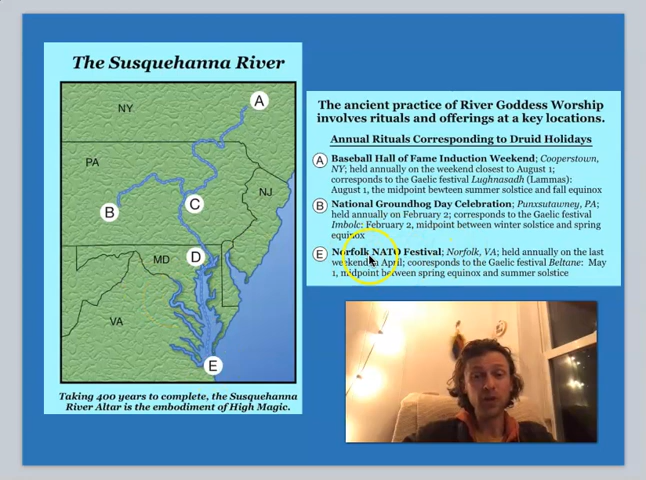 The Susquehanna River
NY
A
PA
NJ
B
C
MD
D
VA
E
Taking 400 years to complete, the Susquehanna
River Altar is the embodiment of High Magic.
The ancient practice of River Goddess Worship
involves rituals and offerings at a key locations.
Annual Rituals Corresponding to Druid Holidays
A Baseball Hall of Fame Induction Weekend; Cooperstown,
NY; held annually on the weekend closest to August 1;
corresponds to the Gaelic festival Lughnasadh (Lammas):
August 1, the midpoint bewteen summer solstice and fall equinox
B National Groundhog Day Celebration; Punxsutawney, PA;
held annually on February 2; corresponds to the Gaelic festival
Imbolc: February 2, midpoint between winter solstice and spring
equinox
E Norfolk NATO Festival; Norfolk, VA; held annually on the last
weekend in April; cooresponds to the Gaelic festival Beltane: May
1, midpoint between spring equinox and summer solstice